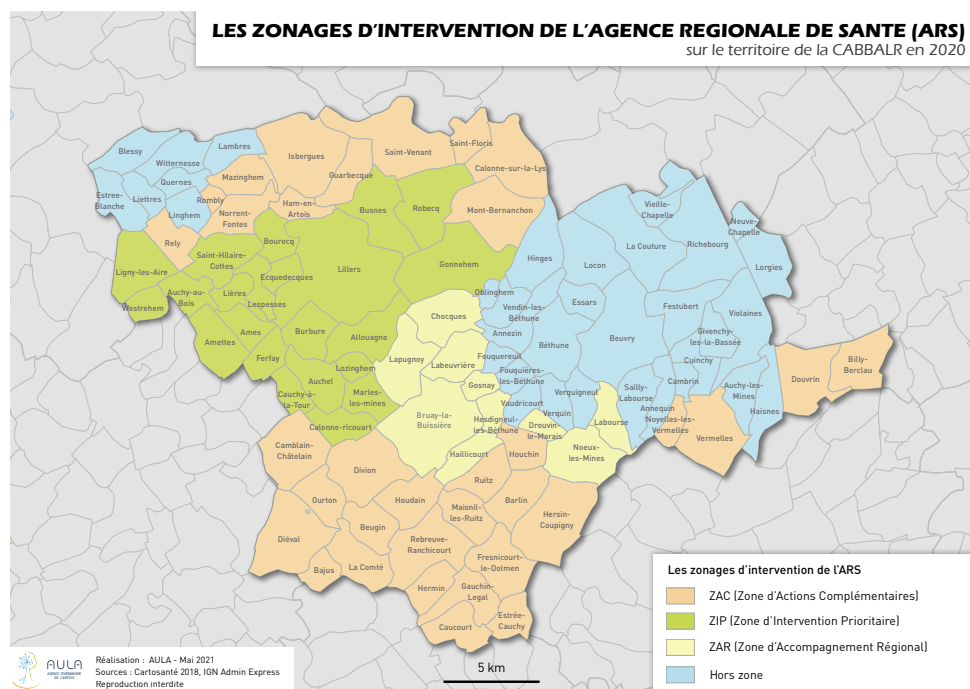 LES ZONAGES D'INTERVENTION DE L'AGENCE REGIONALE DE SANTE (ARS)
sur le territoire de la CABBALR en 2020
Blessy
Witternesse
Lambres
Quernes
Estree-
Blanche
Liettres
Linghem
Rombly
Mazinghem
Norrent-
Fontes
Rely
Isbergues
Guarbecque
Ham-en-
Artois
Saint-Venant
Saint-Floris
Calonne-sur-la-Lys
Mont-Bernanchon
Busnes
Robecq
Gonnehem
Bourecq
Saint-Hilaire-
Cottes
Ecquedecques
Lillers
Ligny-les-Aire
Westrehem
Auchy-au-
Bois
Lières
Lespesses
Ames
Amettes
Ferfay
Burbure
Allouagne
Lozinghem
Auchel
Cauchy-à-
la-Tour
Marles-
les-mines
Calonne-ricouart
Chocques
Lapugnoy
Labeuvrière
Gosnay
Bruay-la-
Buissière
Hesdigneul-
les-Béthune
Haillicourt
Drouvin-
le-Marais
Labourse
Noeux-
les-Mines
Hinges
Oblinghem
Vendin-les-
Béthune
Annezin
Fouquereuil
Fouquières-
les-Béthune
Vaudricourt
Verquin
Verquigneul
Béthune
Essars
Locon
Beuvry
La Couture
Vieille-
Chapelle
Richebourg
Neuve-
Chapelle
Lorgies
Festubert
Violaines
Givenchy-
les-la-Bassée
Cuinchy
Cambrin
Auchy-les-
Mines
Haisnes
Sailly-
Labourse
Annequin
Noyelles-les-
Vermelles
Vermelles
Douvrin
Billy-
Berclau
Camblain-
Châtelain
Divion
Ourton
Houdain
Diéval
Beugin
Bajus
La Comté
Rebreuve-
Ranchicourt
Maisnil-
les-Ruitz
Ruitz
Houchin
Barlin
Hersin-
Coupigny
Fresnicourt-
le-Dolmen
Hermin
Gauchin-
Legal
Caucourt
Estrée-
Cauchy
Les zonages d'intervention de l'ARS
ZAC (Zone d'Actions Complémentaires)
ZIP (Zone d'Intervention Prioritaire)
ZAR (Zone d'Accompagnement Régional)
Hors zone
5 km
AULA
AGENCE D'URBANISME
DE L'ARTOIS
Réalisation : AULA - Mai 2021
Sources : Cartosanté 2018, IGN Admin Express
Reproduction interdite